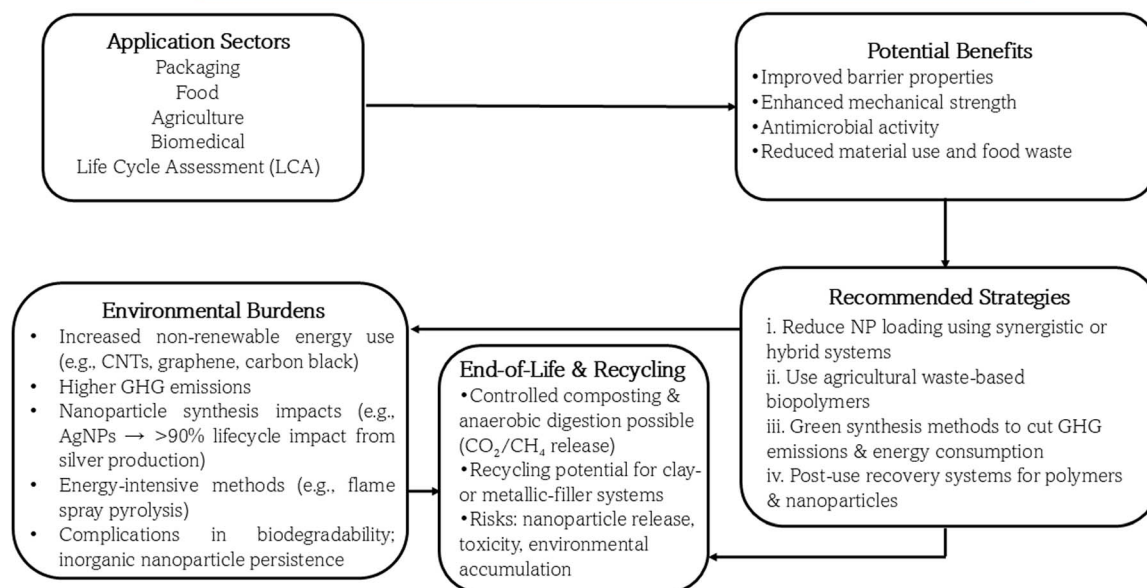 Application Sectors
Packaging
Food
Agriculture
Biomedical
Life Cycle Assessment (LCA)
Potential Benefits
•Improved barrier properties
•Enhanced mechanical strength
•Antimicrobial activity
•Reduced material use and food waste
Environmental Burdens
• Increased non-renewable energy use
(e.g., CNTs, graphene, carbon black)
• Higher GHG emissions
• Nanoparticle synthesis impacts (e.g.,
AgNPs → >90% lifecycle impact from
silver production)
• Energy-intensive methods (e.g., flame
spray pyrolysis)
• Complications in biodegradability;
inorganic nanoparticle persistence
End-of-Life & Recycling
•Controlled composting &
anaerobic digestion possible
(CO₂/CH₄ release)
•Recycling potential for clay-
or metallic-filler systems
•Risks: nanoparticle release,
toxicity, environmental
accumulation
Recommended Strategies
i. Reduce NP loading using synergistic or
hybrid systems
ii. Use agricultural waste-based
biopolymers
iii. Green synthesis methods to cut GHG
emissions & energy consumption
iv. Post-use recovery systems for polymers
& nanoparticles